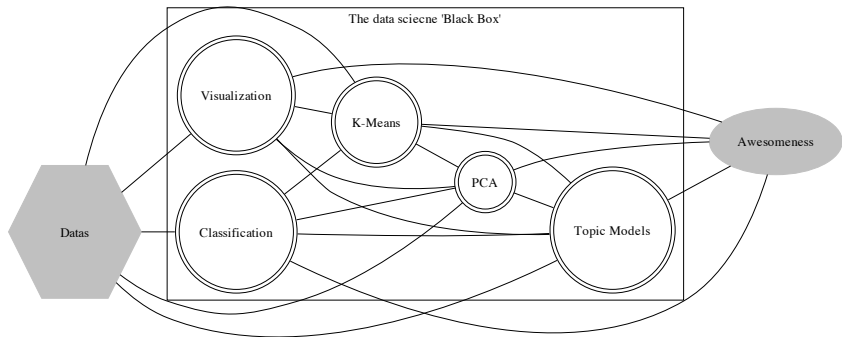 The data sciecne 'Black Box'
Visualization
K-Means
Awesomeness
PCA
Datas
Classification
Topic Models